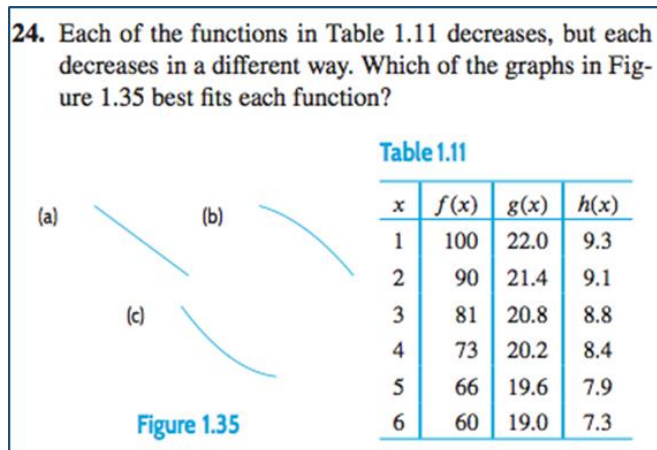 24. Each of the functions in Table 1.11 decreases, but each
decreases in a different way. Which of the graphs in Fig-
ure 1.35 best fits each function?
Table 1.11
(a)
(b)
(c)
Figure 1.35
x f(x) g(x) h(x)
1 100 22.0 9.3
2 90 21.4 9.1
3 81 20.8 8.8
4 73 20.2 8.4
5 66 19.6 7.9
6 60 19.0 7.3